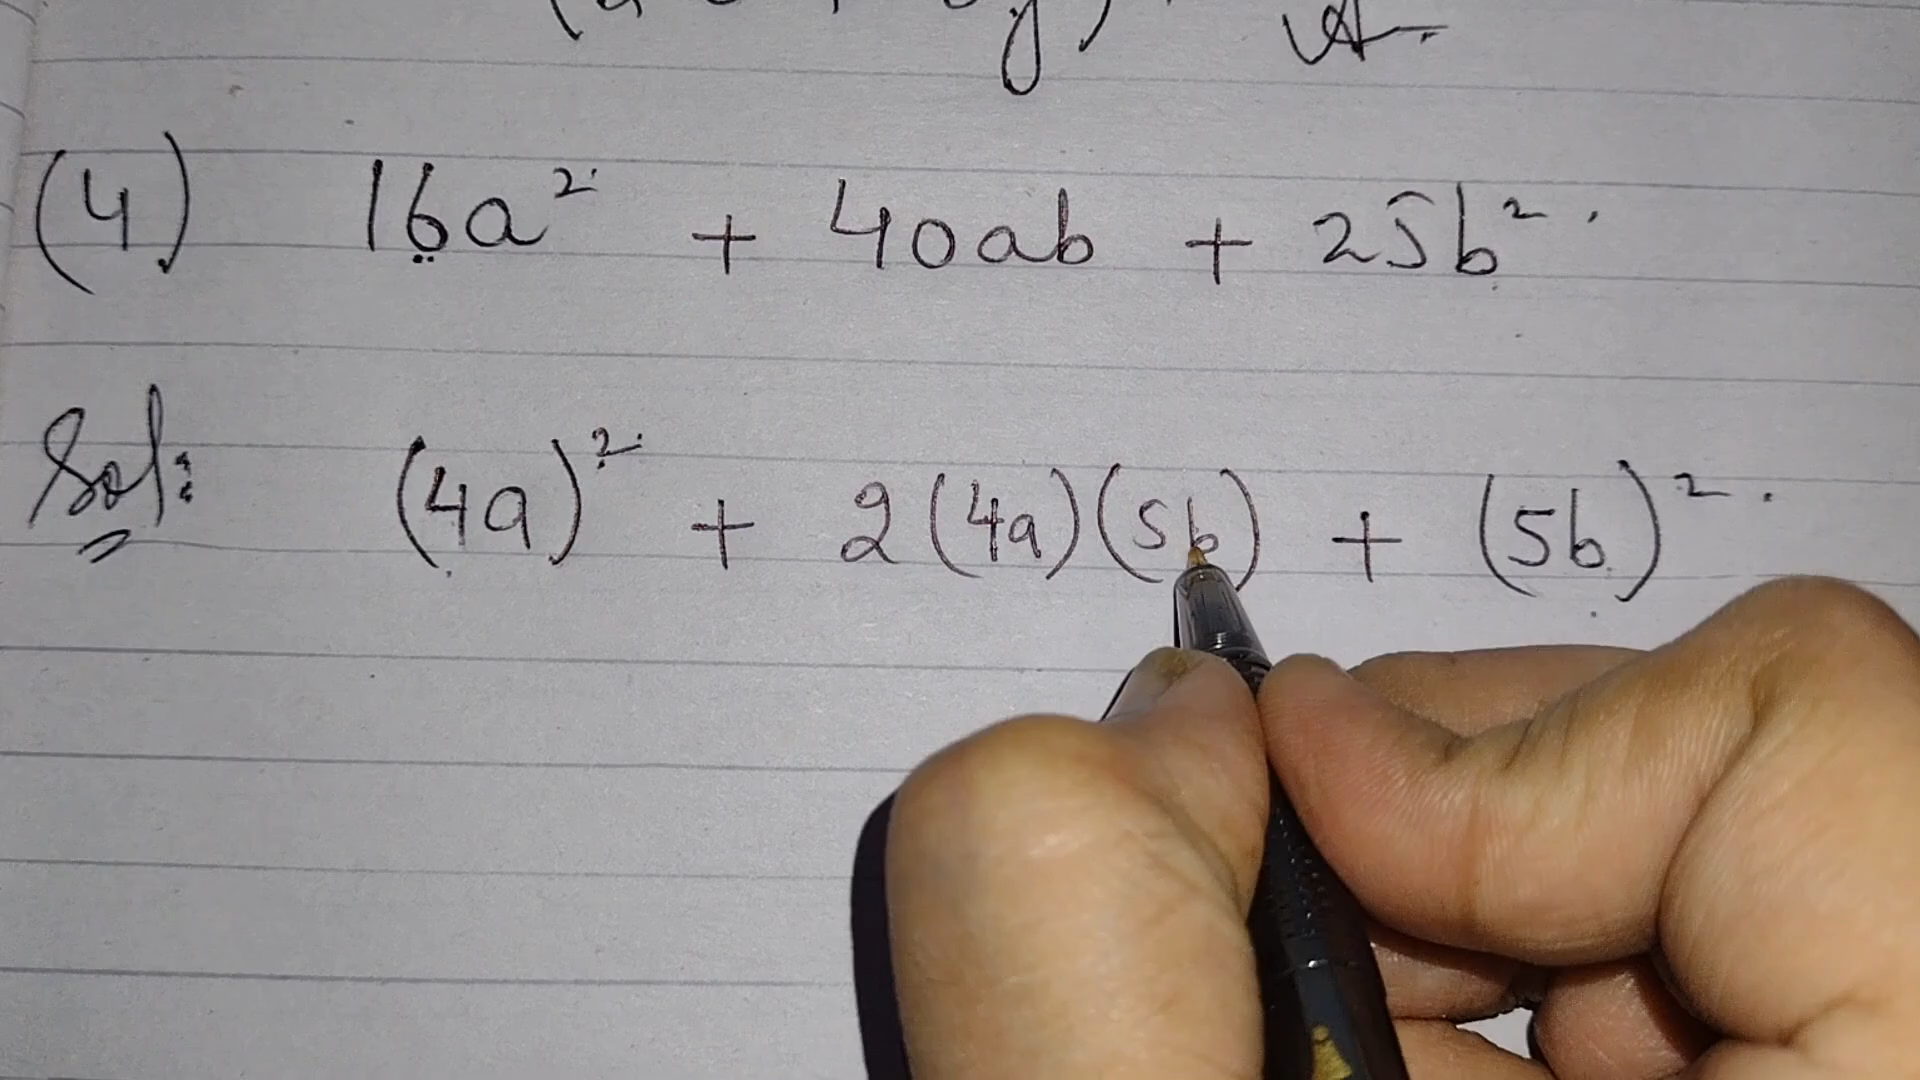 (4) 16a² + 40ab + 25b².
Sol: (4a)² + 2(4a)(5b) + (5b)².